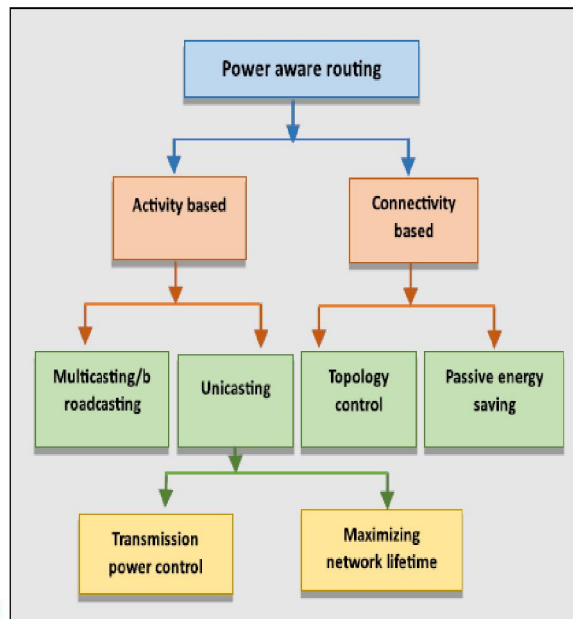 Power aware routing
Activity based
Connectivity
based
Multicasting/b
roadcasting
Unicasting
Topology
control
Passive energy
saving
Transmission
power control
Maximizing
network lifetime